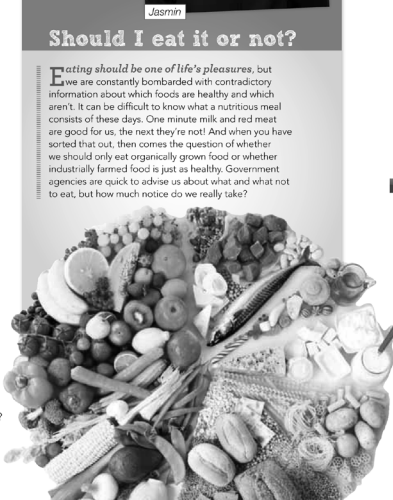 Jasmin
Should I eat it or not?
Eating should be one of life's pleasures, but
we are constantly bombarded with contradictory
information about which foods are healthy and which
aren't. It can be difficult to know what a nutritious meal
consists of these days. One minute milk and red meat
are good for us, the next they're not! And when you have
sorted that out, then comes the question of whether
we should only eat organically grown food or whether
industrially farmed food is just as healthy. Government
agencies are quick to advise us about what and what not
to eat, but how much notice do we really take?
?